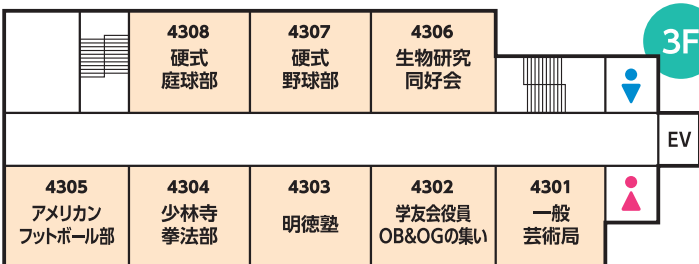 3F
4308
硬式
庭球部
4307
硬式
野球部
4306
生物研究
同好会
EV
4305
アメリカン
フットボール部
4304
少林寺
拳法部
4303
明徳塾
4302
学友会役員
OB&OGの集い
4301
一般
芸術局